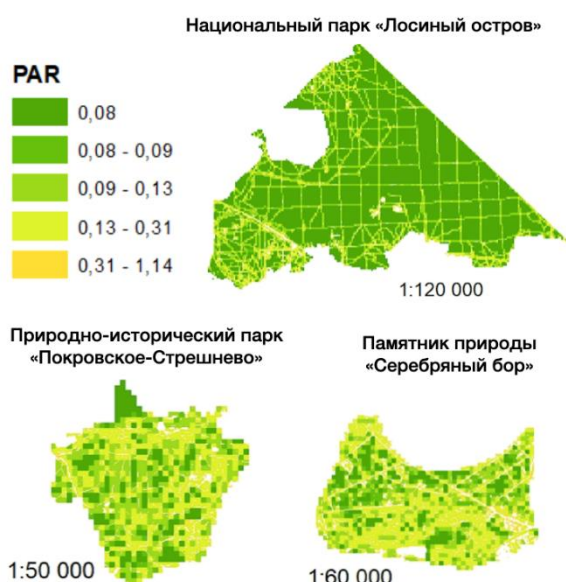 Национальный парк «Лосиный остров»
PAR
0,08
0,08 - 0,09
0,09 - 0,13
0,13 - 0,31
0,31 - 1,14
1:120 000
Природно-исторический парк
«Покровское-Стрешнево»
Памятник природы
«Серебряный бор»
1:50 000
1:60 000